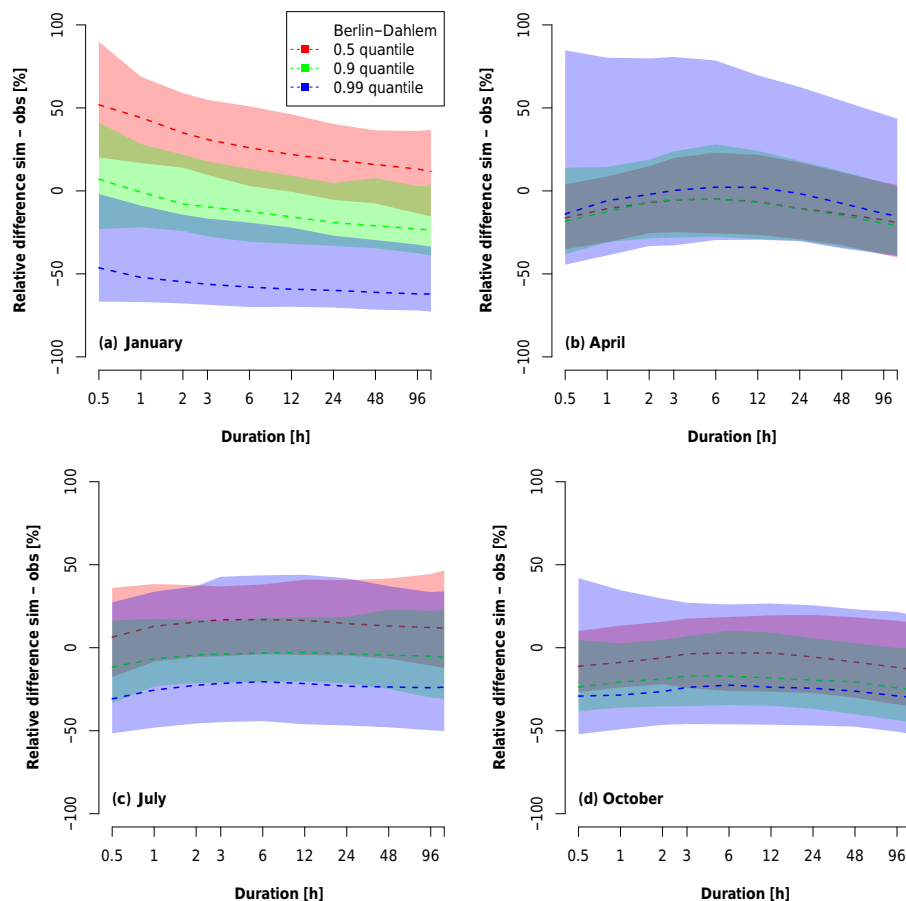 Berlin−Dahlem
0.5 quantile
0.9 quantile
0.99 quantile
Relative difference sim − obs [%]
100
50
0
−50
−100
(a) January
0.5 1 2 3 6 12 24 48 96
Duration [h]
Relative difference sim − obs [%]
100
50
0
−50
−100
(b) April
0.5 1 2 3 6 12 24 48 96
Duration [h]
Relative difference sim − obs [%]
100
50
0
−50
−100
(c) July
0.5 1 2 3 6 12 24 48 96
Duration [h]
Relative difference sim − obs [%]
100
50
0
−50
−100
(d) October
0.5 1 2 3 6 12 24 48 96
Duration [h]